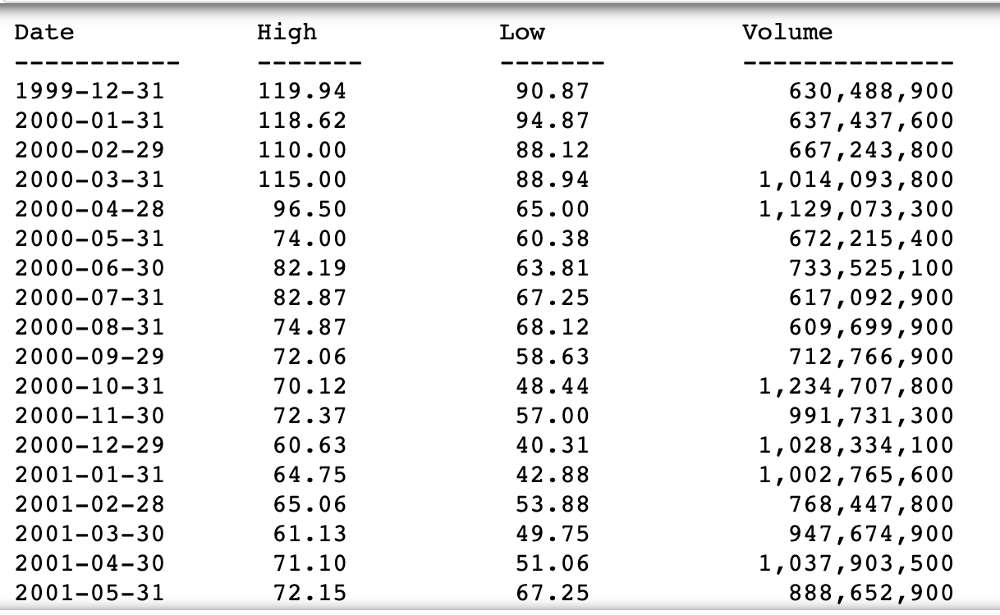 Date High Low Volume
----------- ------- ------- --------------
1999-12-31 119.94 90.87 630,488,900
2000-01-31 118.62 94.87 637,437,600
2000-02-29 110.00 88.12 667,243,800
2000-03-31 115.00 88.94 1,014,093,800
2000-04-28 96.50 65.00 1,129,073,300
2000-05-31 74.00 60.38 672,215,400
2000-06-30 82.19 63.81 733,525,100
2000-07-31 82.87 67.25 617,092,900
2000-08-31 74.87 68.12 609,699,900
2000-09-29 72.06 58.63 712,766,900
2000-10-31 70.12 48.44 1,234,707,800
2000-11-30 72.37 57.00 991,731,300
2000-12-29 60.63 40.31 1,028,334,100
2001-01-31 64.75 42.88 1,002,765,600
2001-02-28 65.06 53.88 768,447,800
2001-03-30 61.13 49.75 947,674,900
2001-04-30 71.10 51.06 1,037,903,500
2001-05-31 72.15 67.25 888,652,900